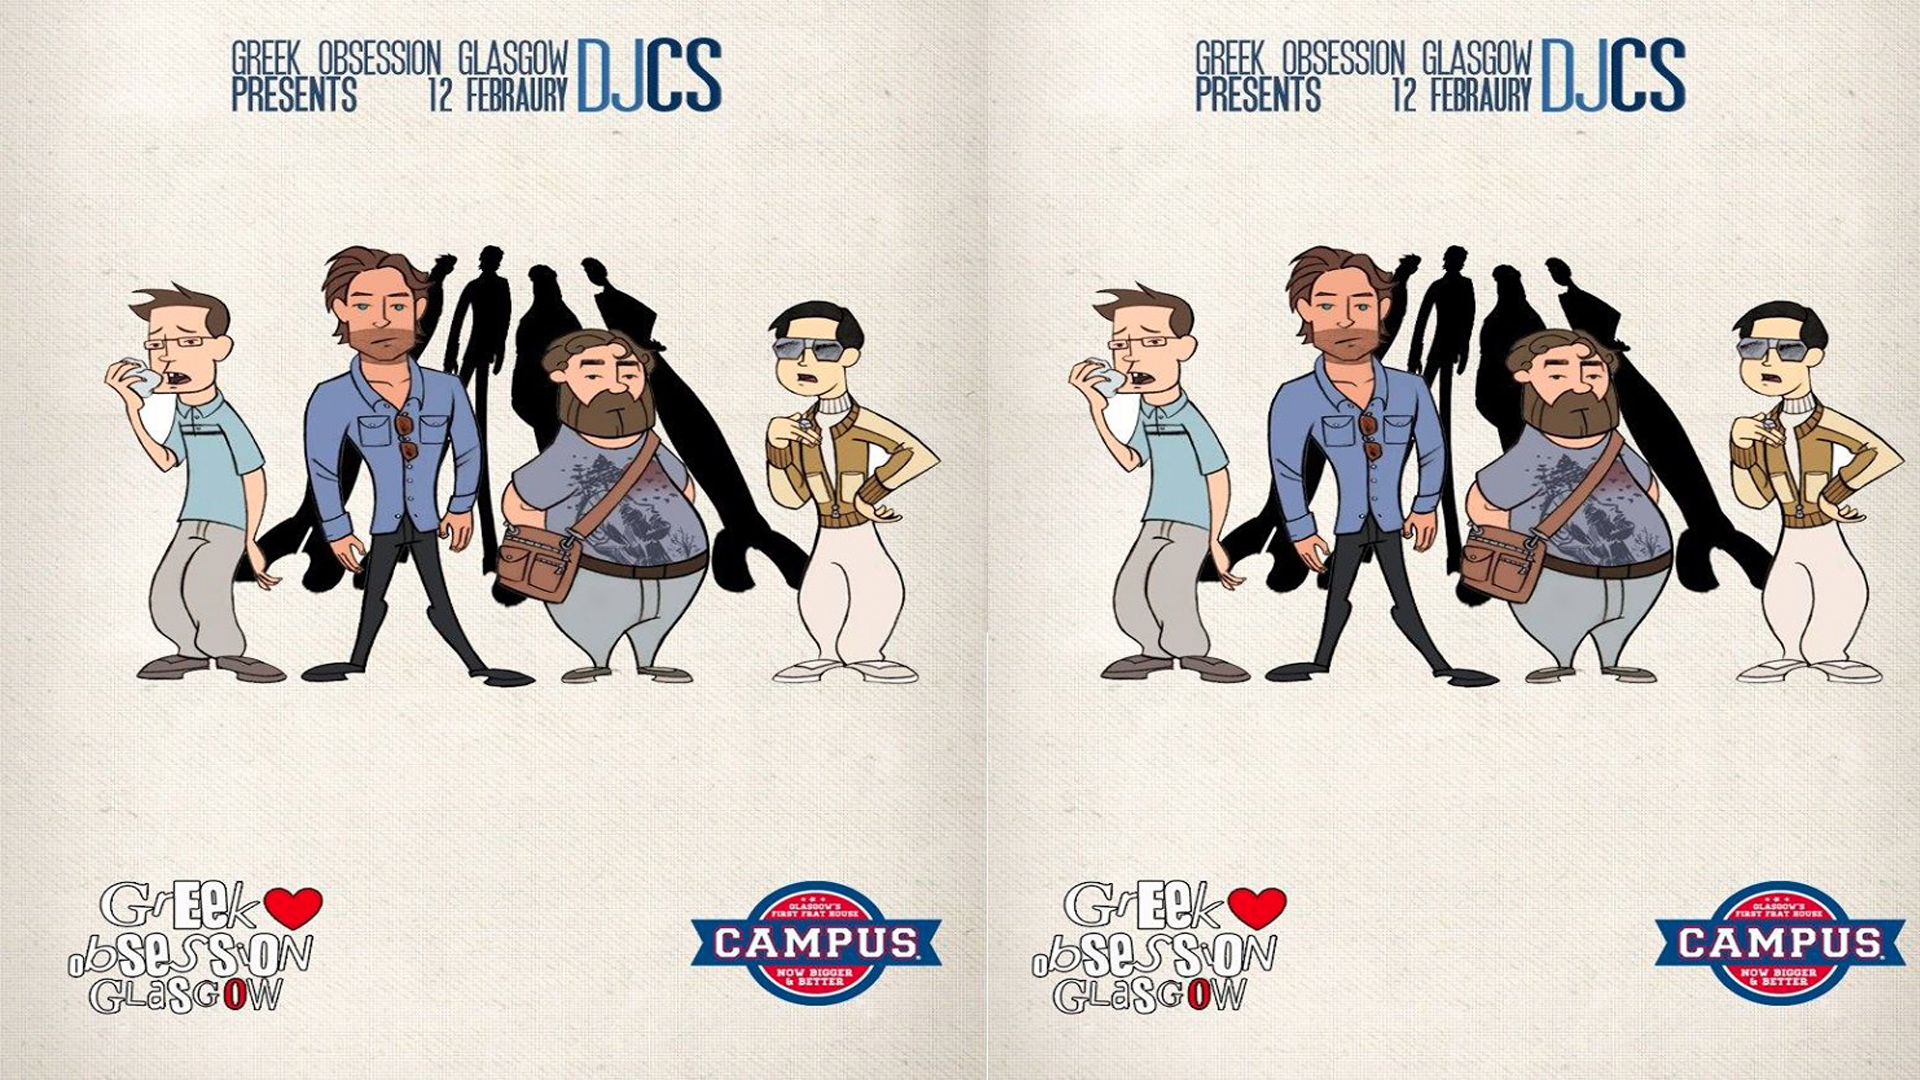 GREEK OBSESSION GLASGOW DJCS
PRESENTS 12 FEBRAURY
GrEEk
obSesSiON
GLaSGOW
GLASGOW'S
FIRST FRAT HOUSE
CAMPUS.
NOW BIGGER
& BETTER
GREEK OBSESSION GLASGOW DJCS
PRESENTS 12 FEBRAURY
GrEEk
obSesSiON
GLaSGOW
GLASGOW'S
FIRST FRAT HOUSE
CAMPUS.
NOW BIGGER
& BETTER